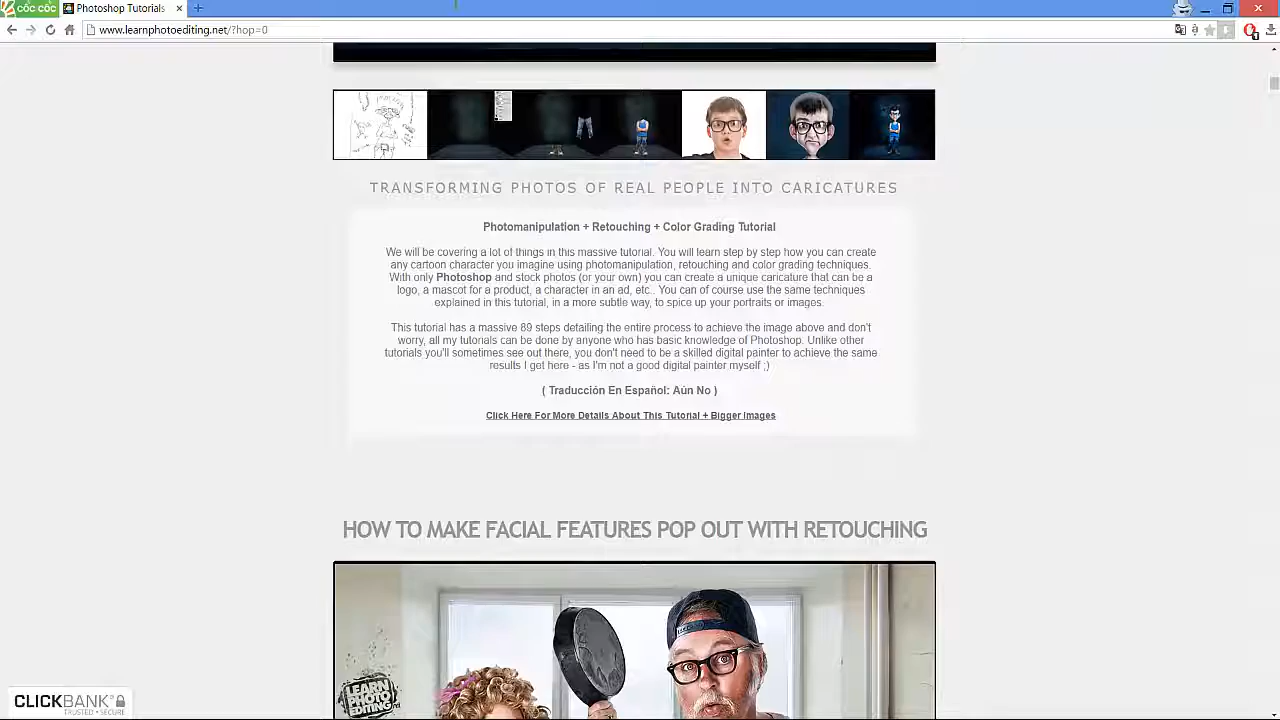 CỐC CỐC
Photoshop Tutorials
www.learnphotoediting.net/?hop=0
TRANSFORMING PHOTOS OF REAL PEOPLE INTO CARICATURES
Photomanipulation + Retouching + Color Grading Tutorial
We will be covering a lot of things in this massive tutorial. You will learn step by step how you can create
any cartoon character you imagine using photomanipulation, retouching and color grading techniques.
With only Photoshop and stock photos (or your own) you can create a unique caricature that can be a
logo, a mascot for a product, a character in an ad, etc.. You can of course use the same techniques
explained in this tutorial, in a more subtle way, to spice up your portraits or images.
This tutorial has a massive 89 steps detailing the entire process to achieve the image above and don't
worry, all my tutorials can be done by anyone who has basic knowledge of Photoshop. Unlike other
tutorials you'll sometimes see out there, you don't need to be a skilled digital painter to achieve the same
results I get here - as I'm not a good digital painter myself ;)
( Traducción En Español: Aún No )
Click Here For More Details About This Tutorial + Bigger Images
HOW TO MAKE FACIAL FEATURES POP OUT WITH RETOUCHING
LEARN
PHOTO
EDITING
CLICKBANK
TRUSTED • SECURE